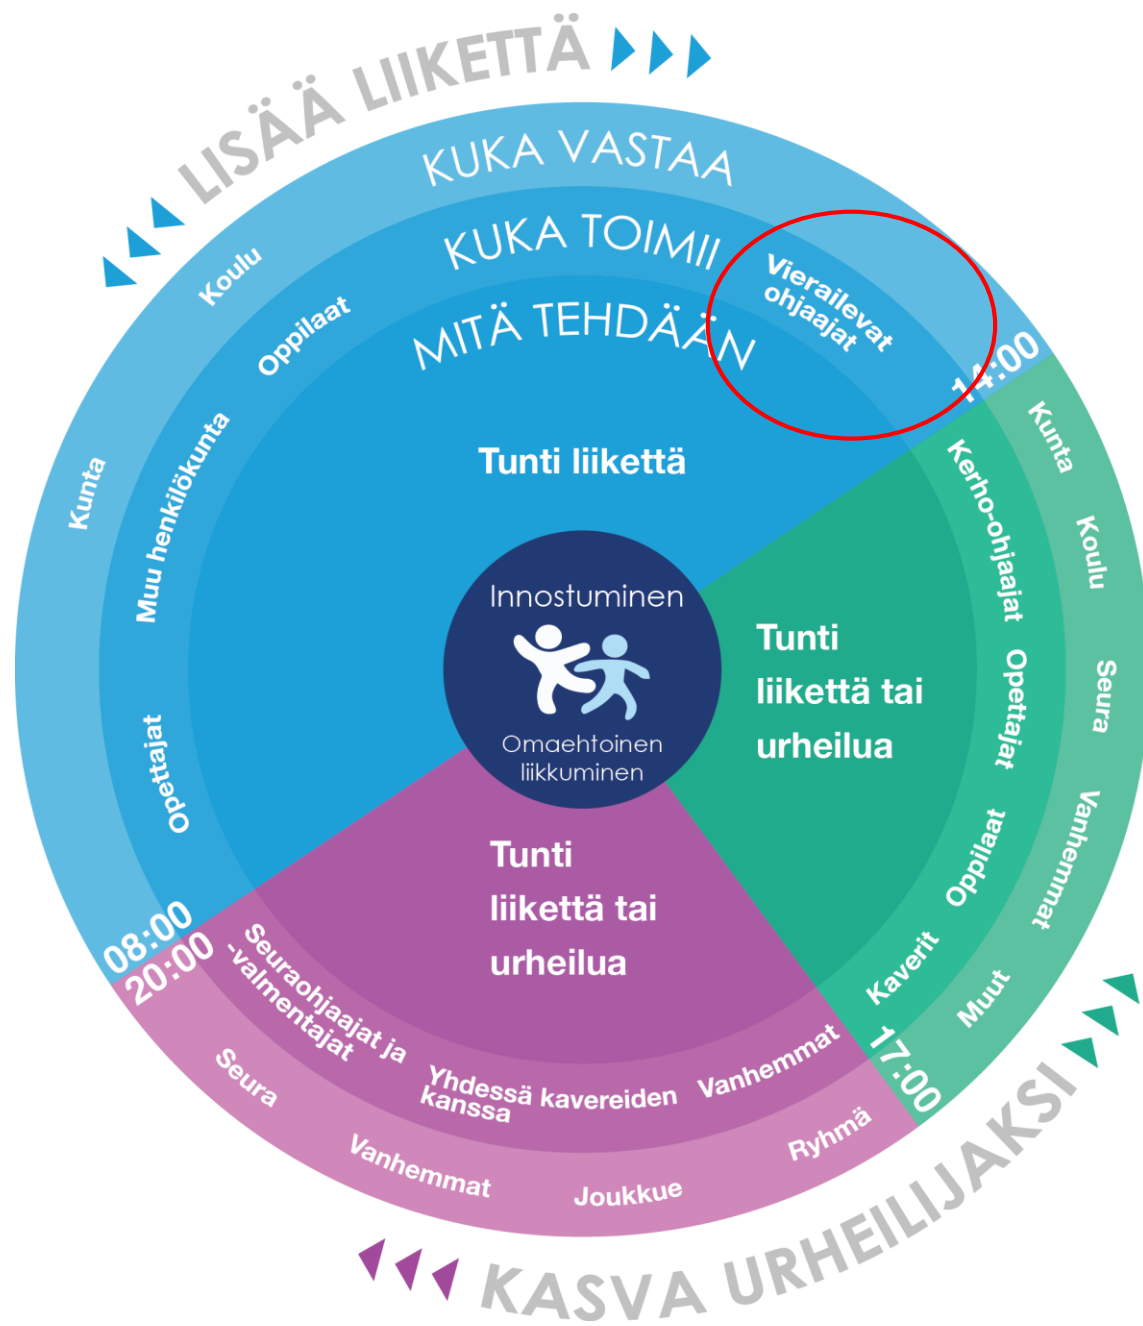 LISÄÄ LIIKETTÄ
KUKA VASTAA
KUKA TOIMII
MITÄ TEHDÄÄN
Koulu
Kunta
Oppilaat
Muu henkilökunta
Opettajat
Vierailevat
ohjaajat
Tunti liikettä
08:00
14:00
Innostuminen
Omaehtoinen
liikkuminen
Tunti
liikettä tai
urheilua
Kerho-ohjaajat
Opettajat
Oppilaat
Kaverit
Kunta
Koulu
Seura
Vanhemmat
Muut
17:00
Tunti
liikettä tai
urheilua
20:00
Seuraohjaajat ja
-valmentajat
Yhdessä kavereiden
kanssa
Vanhemmat
Seura
Vanhemmat
Joukkue
Ryhmä
KASVA URHEILIJAKSI